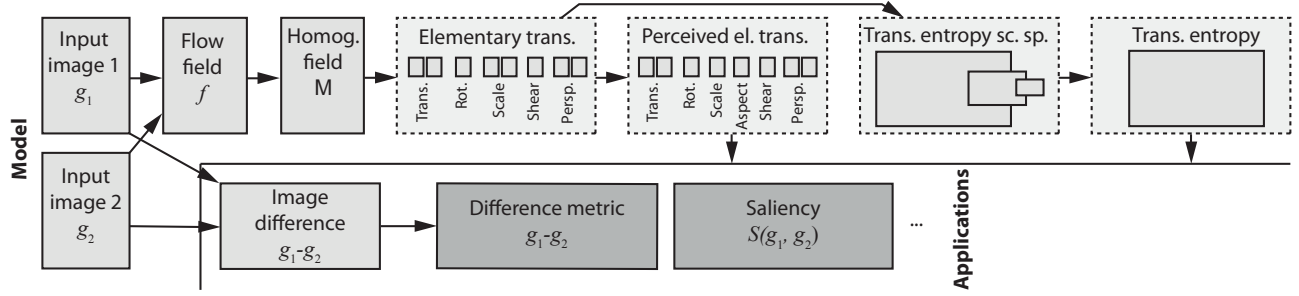 Input
image 1
g1
Flow
field
f
Homog.
field
M
Elementary trans.
Trans.
Rot.
Scale
Shear
Persp.
Perceived el. trans.
Trans.
Rot.
Scale
Aspect
Shear
Persp.
Trans. entropy sc. sp.
Trans. entropy
Model
Input
image 2
g2
Image
difference
g1-g2
Difference metric
g1-g2
Saliency
S(g1, g2)
...
Applications